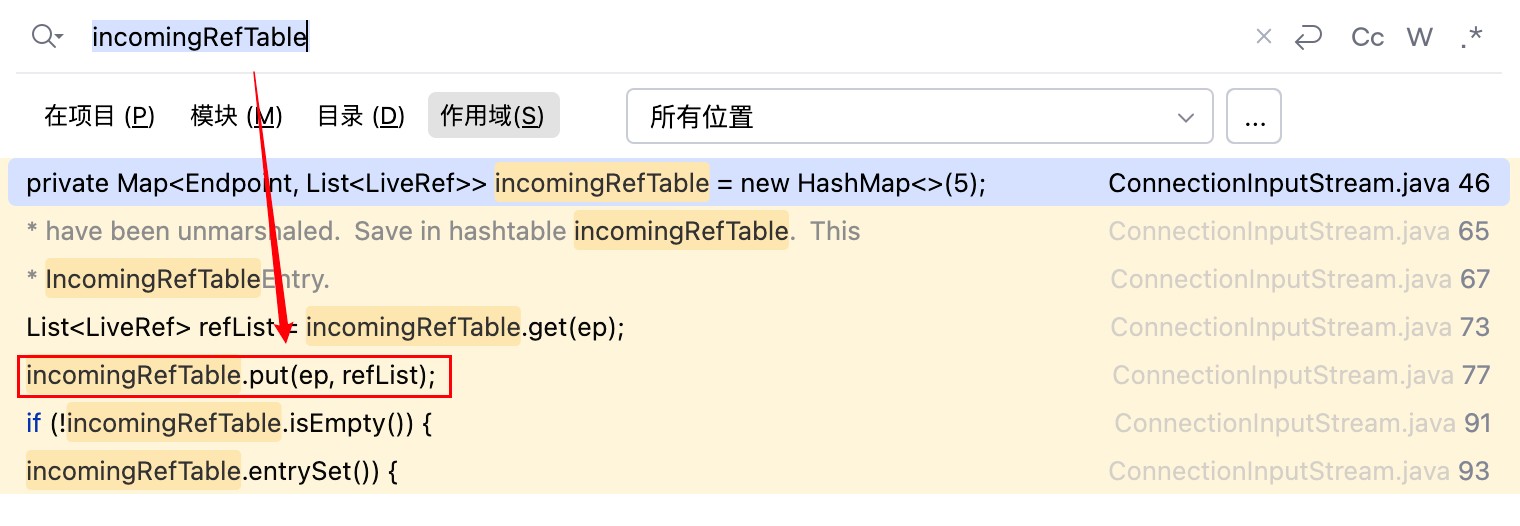 incomingRefTable
Cc W .*
在项目 (P) 模块 (M) 目录 (D) 作用域(S) 所有位置 ...
private Map<Endpoint, List<LiveRef>> incomingRefTable = new HashMap<>(5); ConnectionInputStream.java 46
* have been unmarshaled.  Save in hashtable incomingRefTable.  This ConnectionInputStream.java 65
* IncomingRefTableEntry. ConnectionInputStream.java 67
List<LiveRef> refList = incomingRefTable.get(ep); ConnectionInputStream.java 73
incomingRefTable.put(ep, refList); ConnectionInputStream.java 77
if (!incomingRefTable.isEmpty()) { ConnectionInputStream.java 91
incomingRefTable.entrySet()) { ConnectionInputStream.java 93